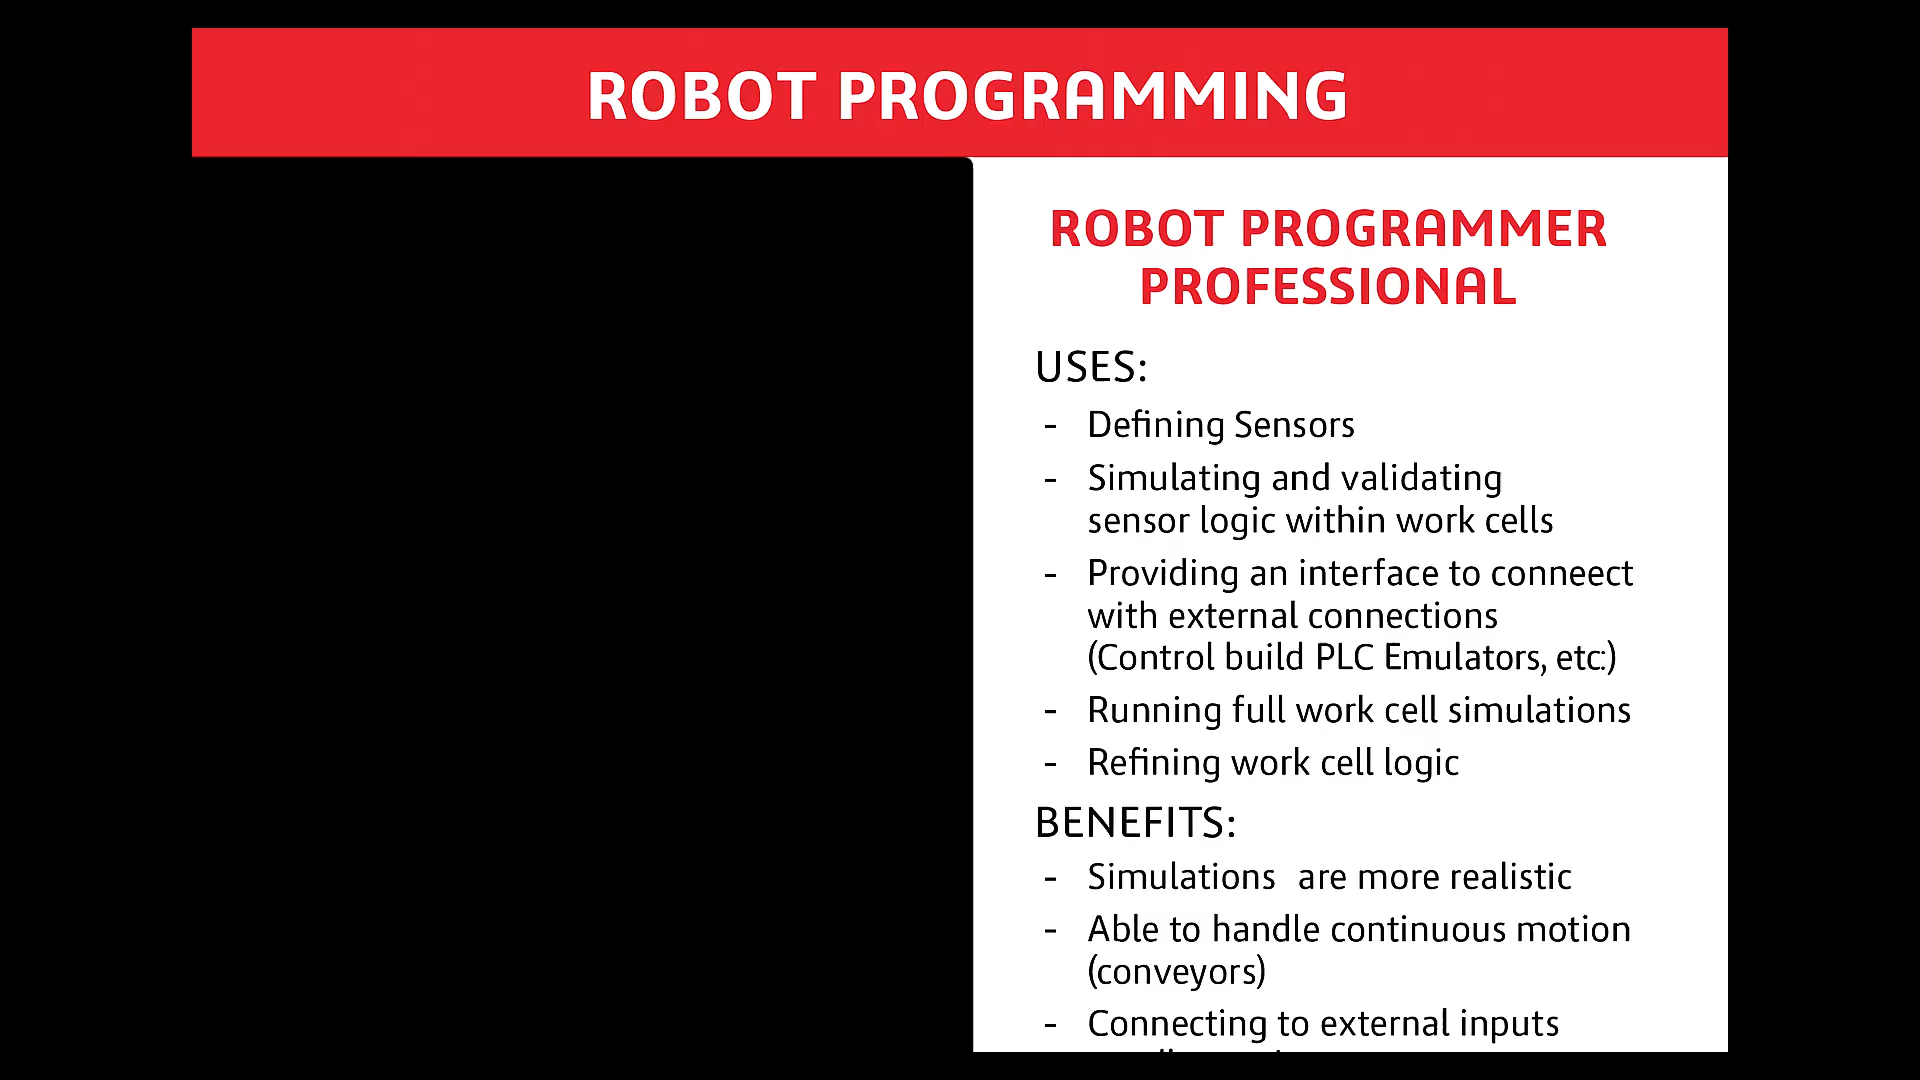 ROBOT PROGRAMMING
ROBOT PROGRAMMER
PROFESSIONAL
USES:
- Defining Sensors
- Simulating and validating
sensor logic within work cells
- Providing an interface to conneect
with external connections
(Control build PLC Emulators, etc:)
- Running full work cell simulations
- Refining work cell logic
BENEFITS:
- Simulations are more realistic
- Able to handle continuous motion
(conveyors)
- Connecting to external inputs